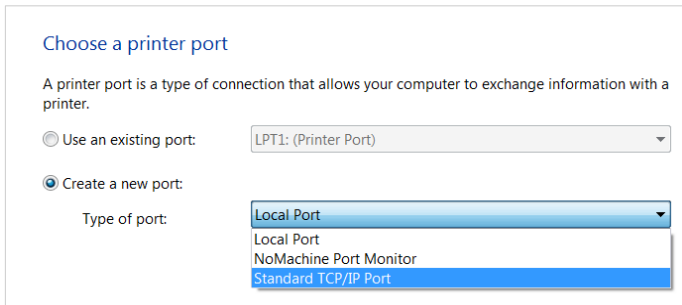 Choose a printer port
A printer port is a type of connection that allows your computer to exchange information with a
printer.
Use an existing port: LPT1: (Printer Port)
Create a new port:
Type of port: Local Port
Local Port
NoMachine Port Monitor
Standard TCP/IP Port